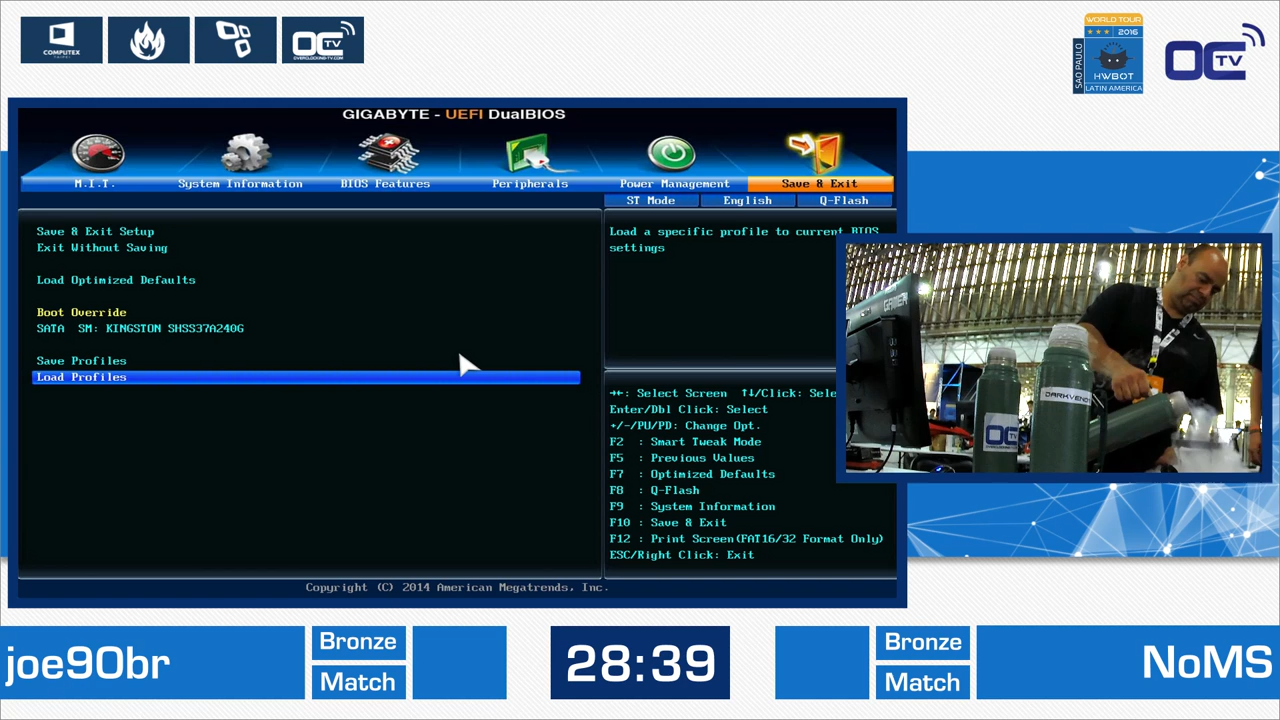 COMPUTEX
TAIPEI
OC
TV
OVERCLOCKING-TV.COM
WORLD TOUR
2016
SAO PAULO
HWBOT
LATIN AMERICA
OC
TV
GIGABYTE - UEFI DualBIOS
M.I.T.
System Information
BIOS Features
Peripherals
Power Management
Save & Exit
ST Mode
English
Q-Flash
Save & Exit Setup
Exit Without Saving
Load Optimized Defaults
Boot Override
SATA  SM: KINGSTON SHSS37A240G
Save Profiles
Load Profiles
Load a specific profile to current BIOS
settings
→←: Select Screen  ↑↓/Click: Sele
Enter/Dbl Click: Select
+/-/PU/PD: Change Opt.
F2  : Smart Tweak Mode
F5  : Previous Values
F7  : Optimized Defaults
F8  : Q-Flash
F9  : System Information
F10 : Save & Exit
F12 : Print Screen(FAT16/32 Format Only)
ESC/Right Click: Exit
Copyright (C) 2014 American Megatrends, Inc.
OC
TV
joe90br
Bronze
Match
28:39
Bronze
Match
NoMS